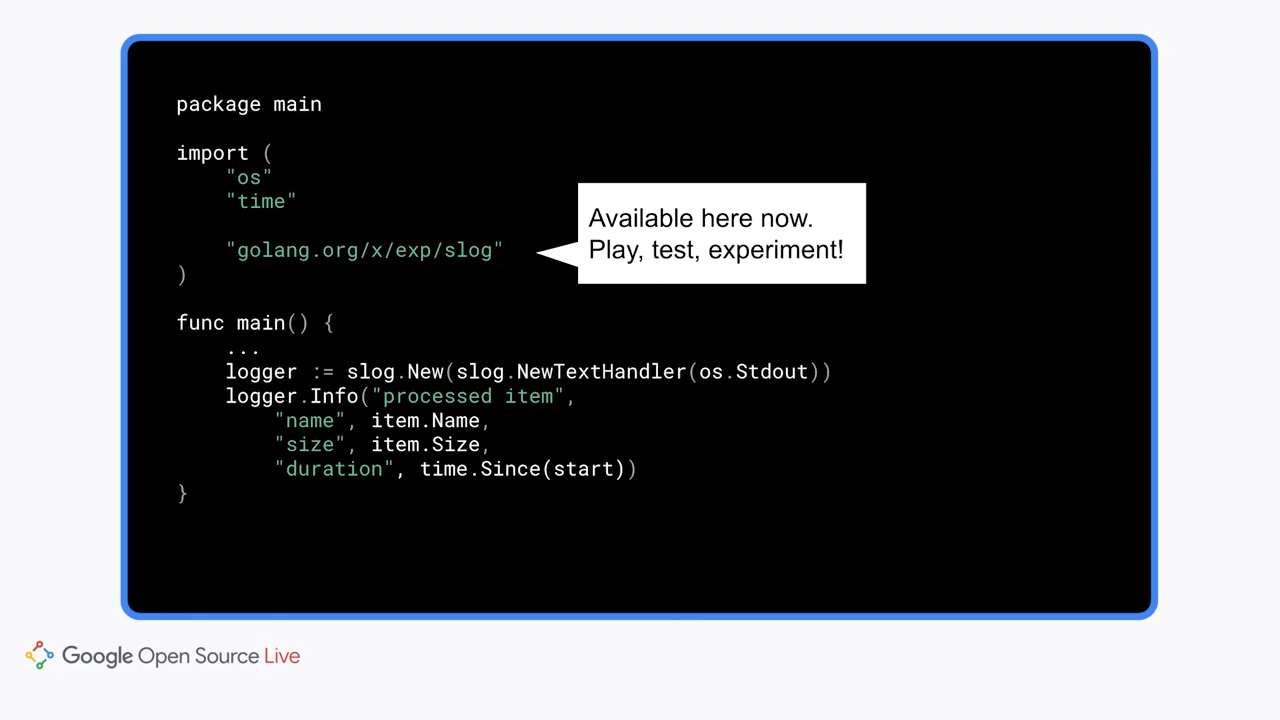 package main
import (
"os"
"time"
"golang.org/x/exp/slog"
)
Available here now.
Play, test, experiment!
func main() {
...
logger := slog.New(slog.NewTextHandler(os.Stdout))
logger.Info("processed item",
"name", item.Name,
"size", item.Size,
"duration", time.Since(start))
}
Google Open Source Live